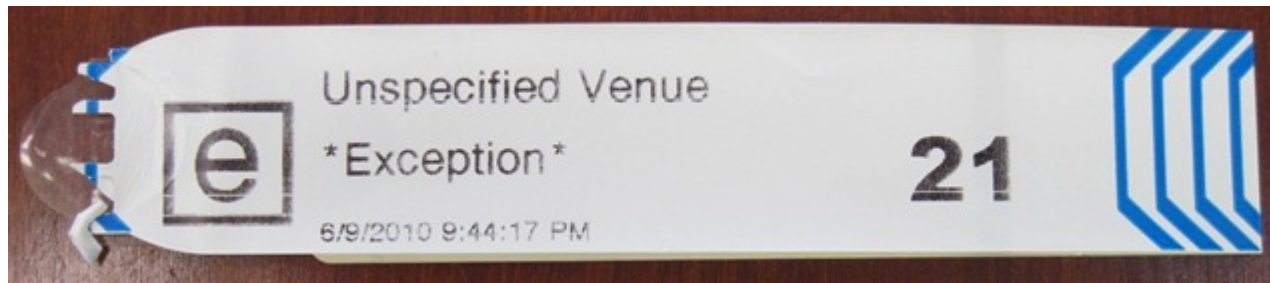 e
Unspecified Venue
*Exception*
21
6/9/2010 9:44:17 PM